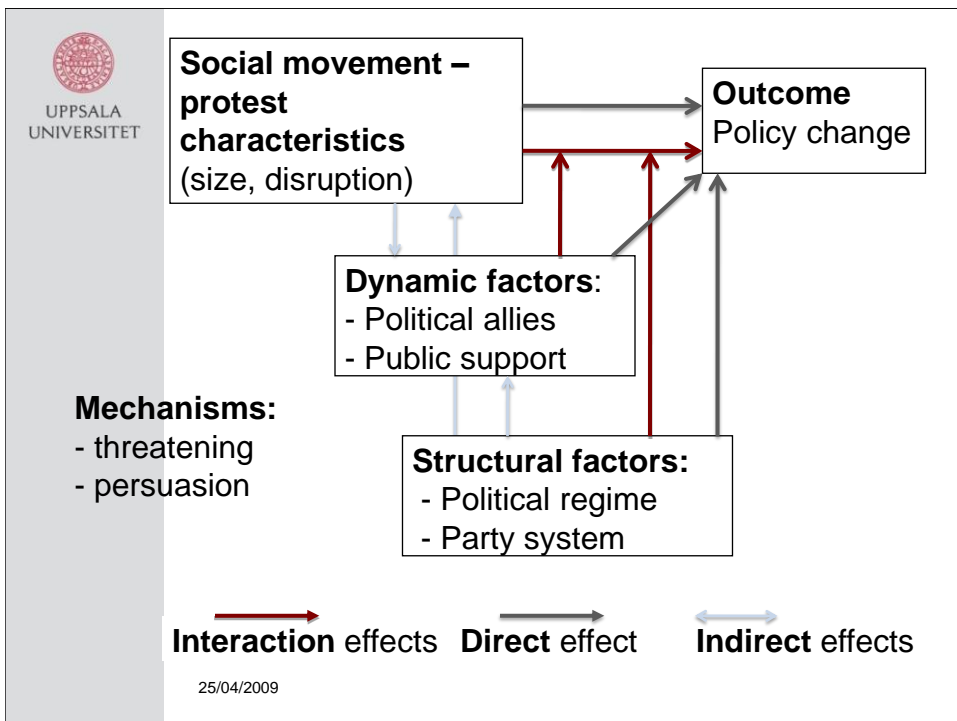 UPPSALA
UNIVERSITET
Social movement –
protest
characteristics
(size, disruption)
Outcome
Policy change
Dynamic factors:
- Political allies
- Public support
Mechanisms:
- threatening
- persuasion
Structural factors:
- Political regime
- Party system
Interaction effects
Direct effect
Indirect effects
25/04/2009